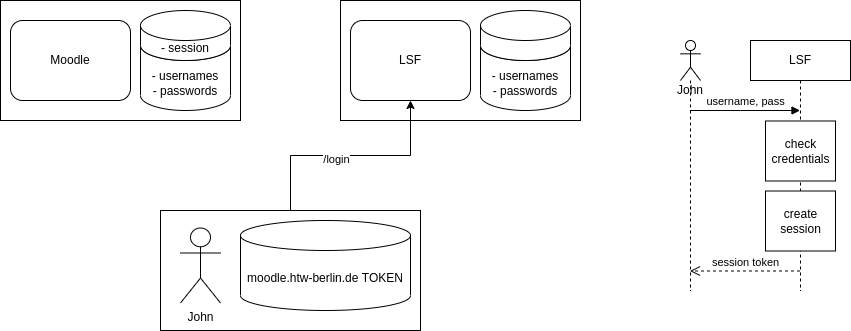 Moodle
- session
- usernames
- passwords
LSF
- usernames
- passwords
/login
John
moodle.htw-berlin.de TOKEN
John
LSF
username, pass
check
credentials
create
session
session token